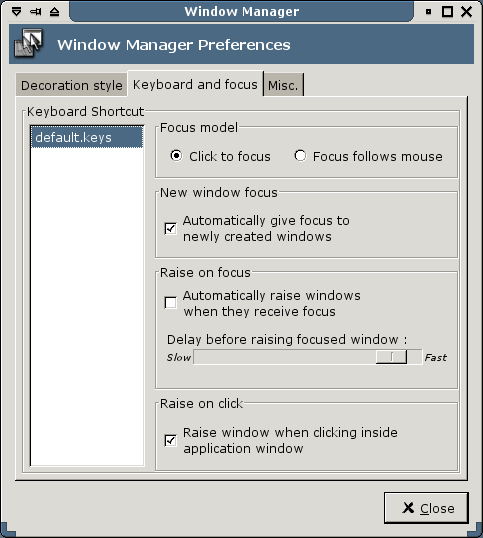 Window Manager
Window Manager Preferences
Decoration style
Keyboard and focus
Misc.
Keyboard Shortcut
default.keys
Focus model
Click to focus
Focus follows mouse
New window focus
Automatically give focus to
newly created windows
Raise on focus
Automatically raise windows
when they receive focus
Delay before raising focused window :
Slow
Fast
Raise on click
Raise window when clicking inside
application window
Close